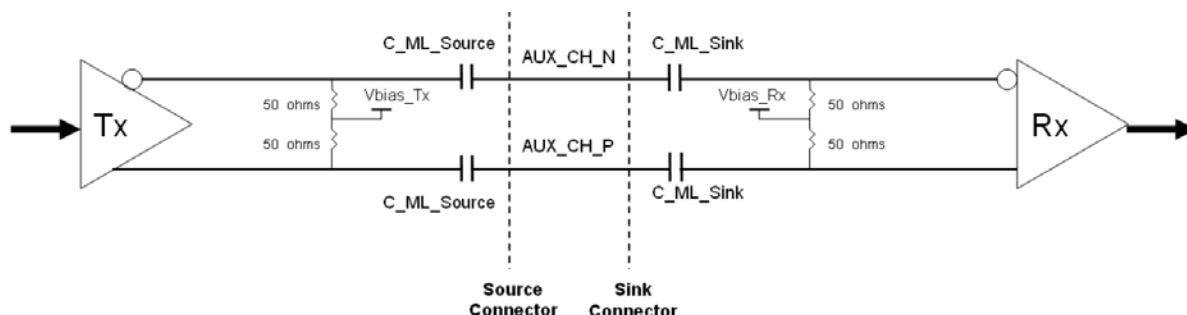 C_ML_Source
AUX_CH_N
C_ML_Sink
50 ohms
Vbias_Tx
Vbias_Rx
50 ohms
Tx
Rx
50 ohms
50 ohms
AUX_CH_P
C_ML_Source
C_ML_Sink
Source
Connector
Sink
Connector